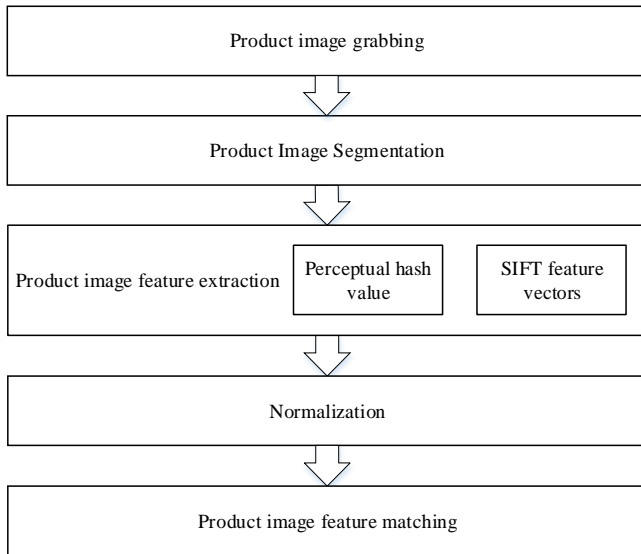 Product image grabbing
Product Image Segmentation
Product image feature extraction
Perceptual hash
value
SIFT feature
vectors
Normalization
Product image feature matching